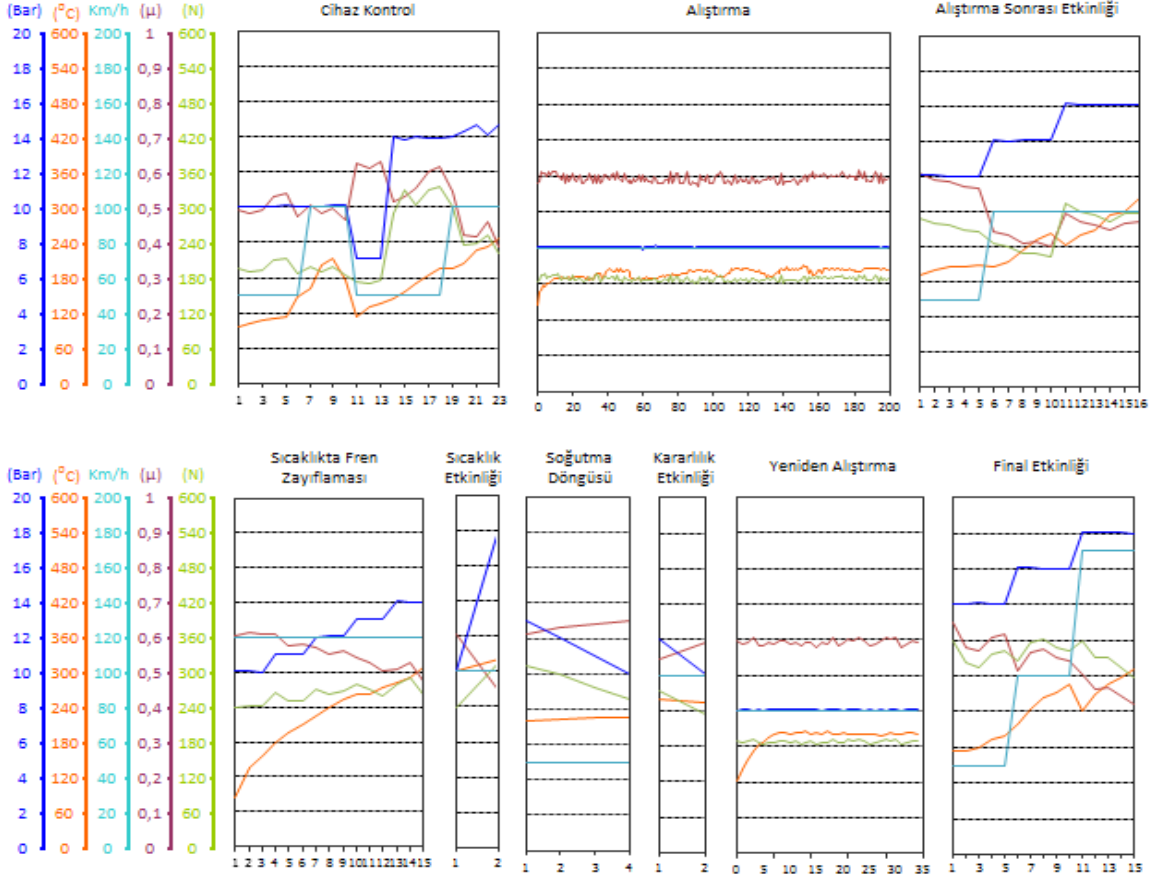 (Bar) (°C) Km/h (μ) (N) Cihaz Kontrol Alıştırma Alıştırma Sonrası Etkinliği
20 600 200 1 600
18 540 180 0,9 540
16 480 160 0,8 480
14 420 140 0,7 420
12 360 120 0,6 360
10 300 100 0,5 300
8 240 80 0,4 240
6 180 60 0,3 180
4 120 40 0,2 120
2 60 20 0,1 60
0 0 0 0 0
1 3 5 7 9 11 13 15 17 19 21 23
0 20 40 60 80 100 120 140 160 180 200
1 2 3 4 5 6 7 8 9 10 11 12 13 14 15 16
(Bar) (°C) Km/h (μ) (N)
Sıcaklıkta Fren
Zayıflaması
Sıcaklık
Etkinliği
Soğutma
Döngüsü
Kararlılık
Etkinliği
Yeniden Alıştırma
Final Etkinliği
20 600 200 1 600
18 540 180 0,9 540
16 480 160 0,8 480
14 420 140 0,7 420
12 360 120 0,6 360
10 300 100 0,5 300
8 240 80 0,4 240
6 180 60 0,3 180
4 120 40 0,2 120
2 60 20 0,1 60
0 0 0 0 0
1 2 3 4 5 6 7 8 9 10 11 12 13 14 15
1 2
1 2 3 4
1 2
0 5 10 15 20 25 30 35
1 3 5 7 9 11 13 15